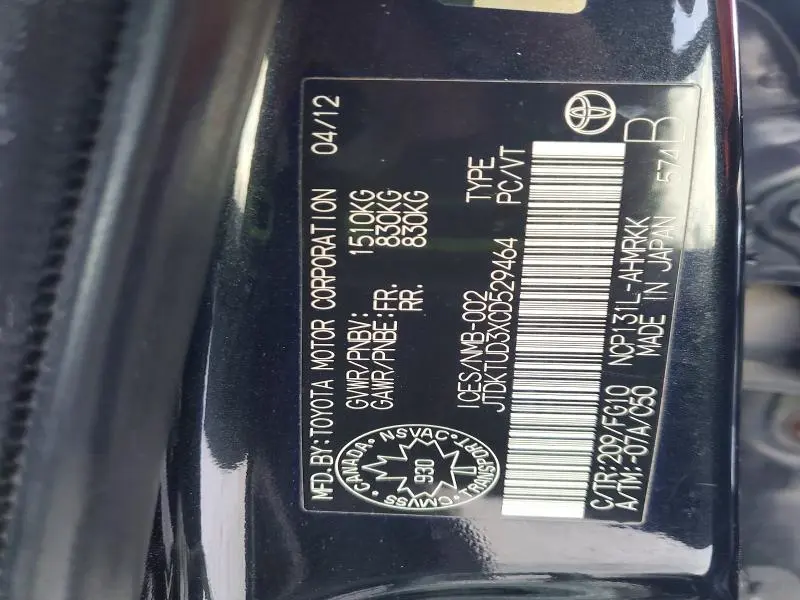 MFD.BY:TOYOTA MOTOR CORPORATION 04/12
GVWR/PNBV: 1510KG
GAWR/PNBE:FR. 830KG
RR. 830KG
CANADA NSVAC
930
CMVSS TRANSPORT
ICES/NMB-002 TYPE
JTDKTUD3XCD529464 PC/VT
C/TR:209/FG10 NCP131L-AHMRKK 574 B
A/TM:-07A/C50 MADE IN JAPAN